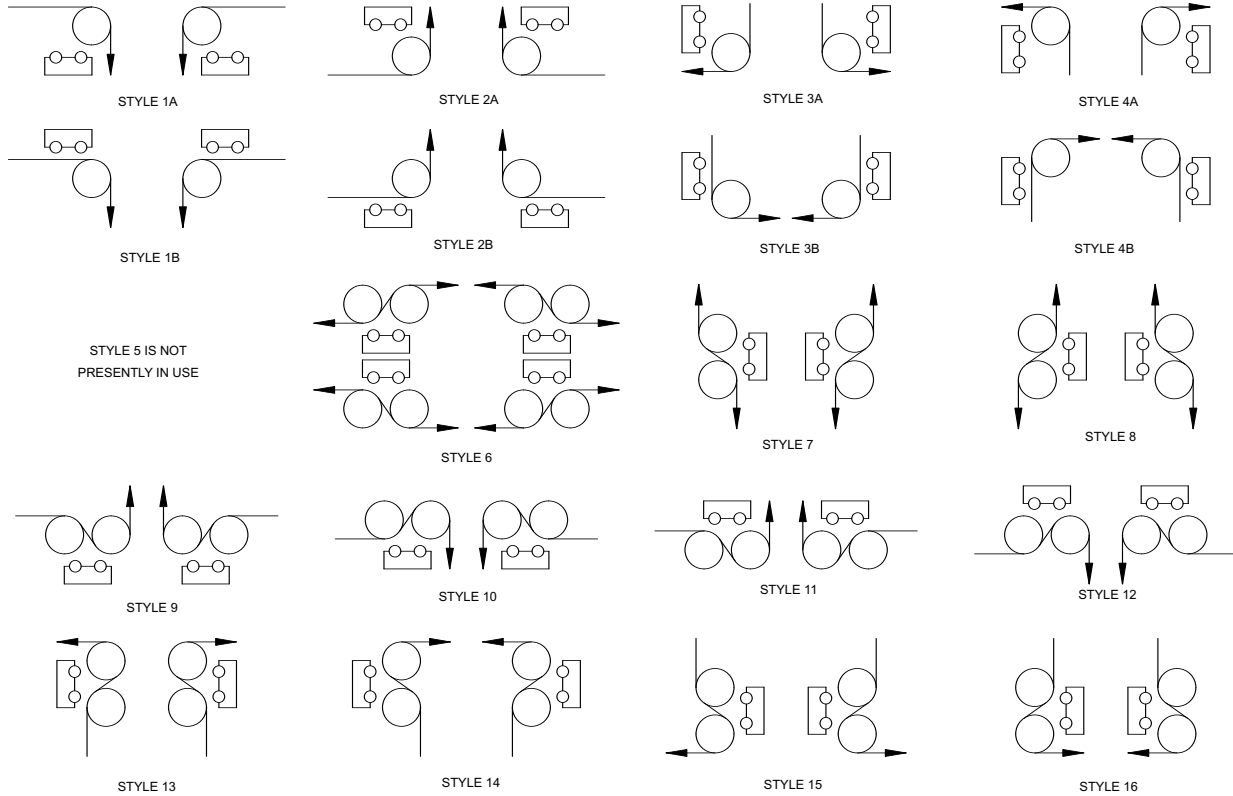 STYLE 1A
STYLE 2A
STYLE 3A
STYLE 4A
STYLE 1B
STYLE 2B
STYLE 3B
STYLE 4B
STYLE 5 IS NOT
PRESENTLY IN USE
STYLE 6
STYLE 7
STYLE 8
STYLE 9
STYLE 10
STYLE 11
STYLE 12
STYLE 13
STYLE 14
STYLE 15
STYLE 16